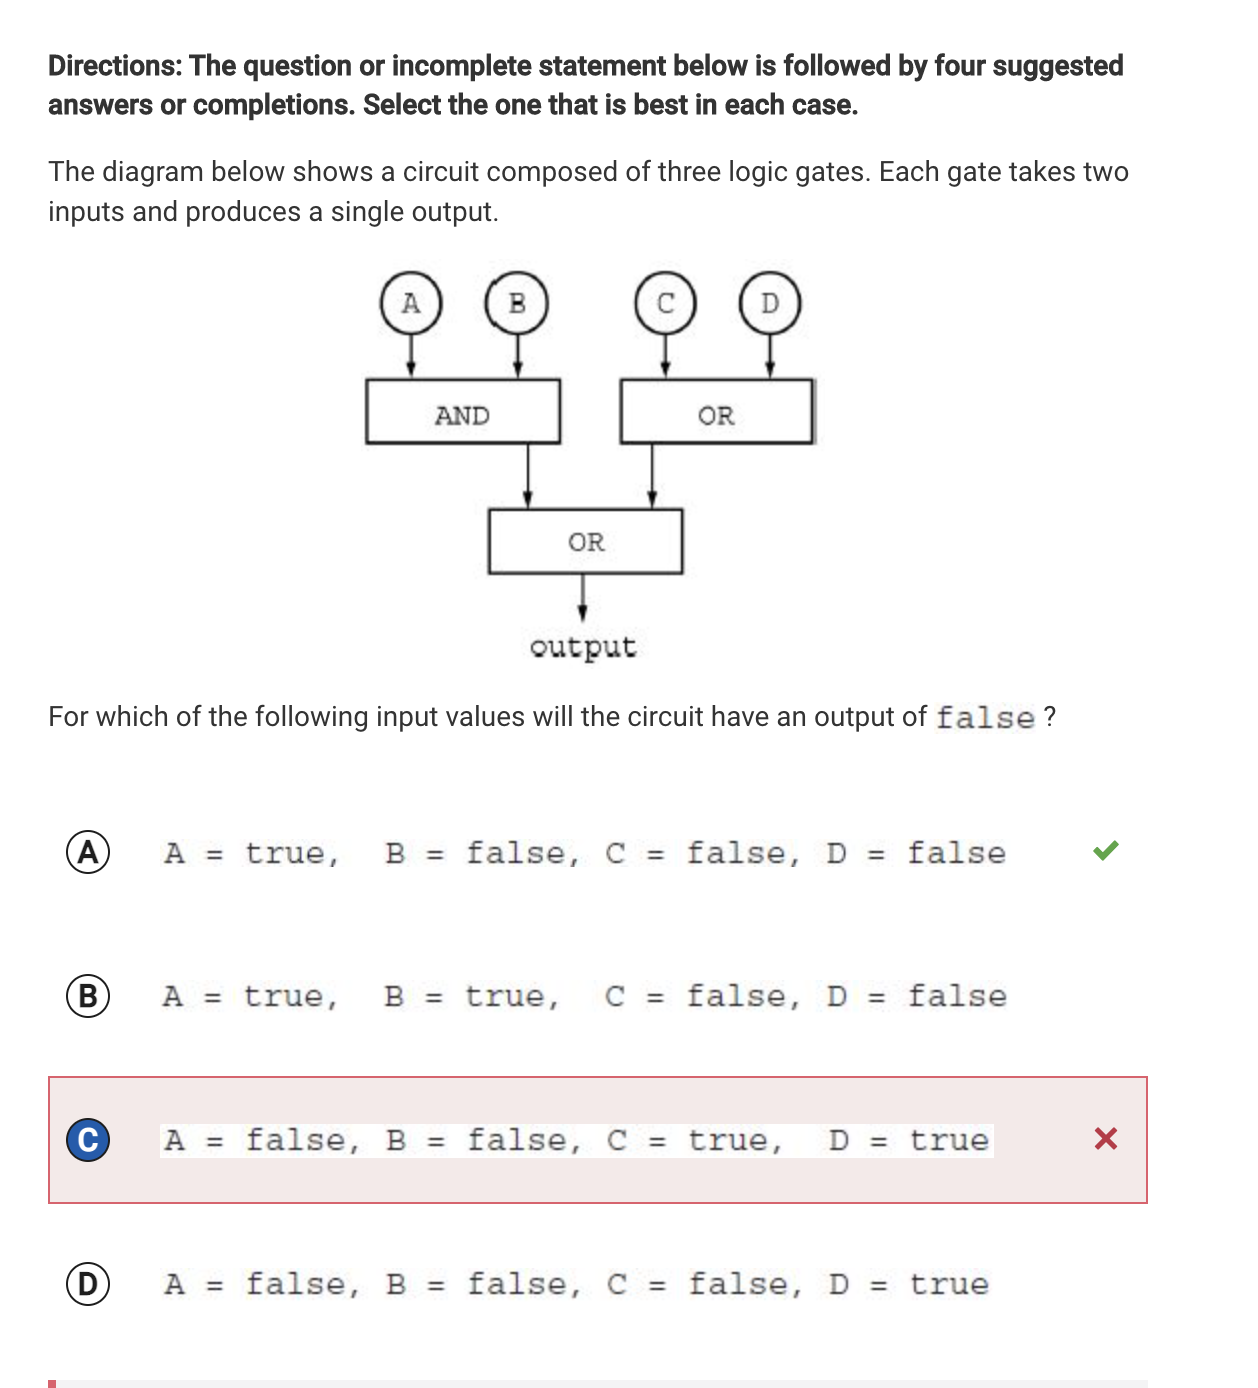 Directions: The question or incomplete statement below is followed by four suggested
answers or completions. Select the one that is best in each case.
The diagram below shows a circuit composed of three logic gates. Each gate takes two
inputs and produces a single output.
A B C D
AND OR
OR
output
For which of the following input values will the circuit have an output of false ?
A A = true, B = false, C = false, D = false
B A = true, B = true, C = false, D = false
C A = false, B = false, C = true, D = true
D A = false, B = false, C = false, D = true